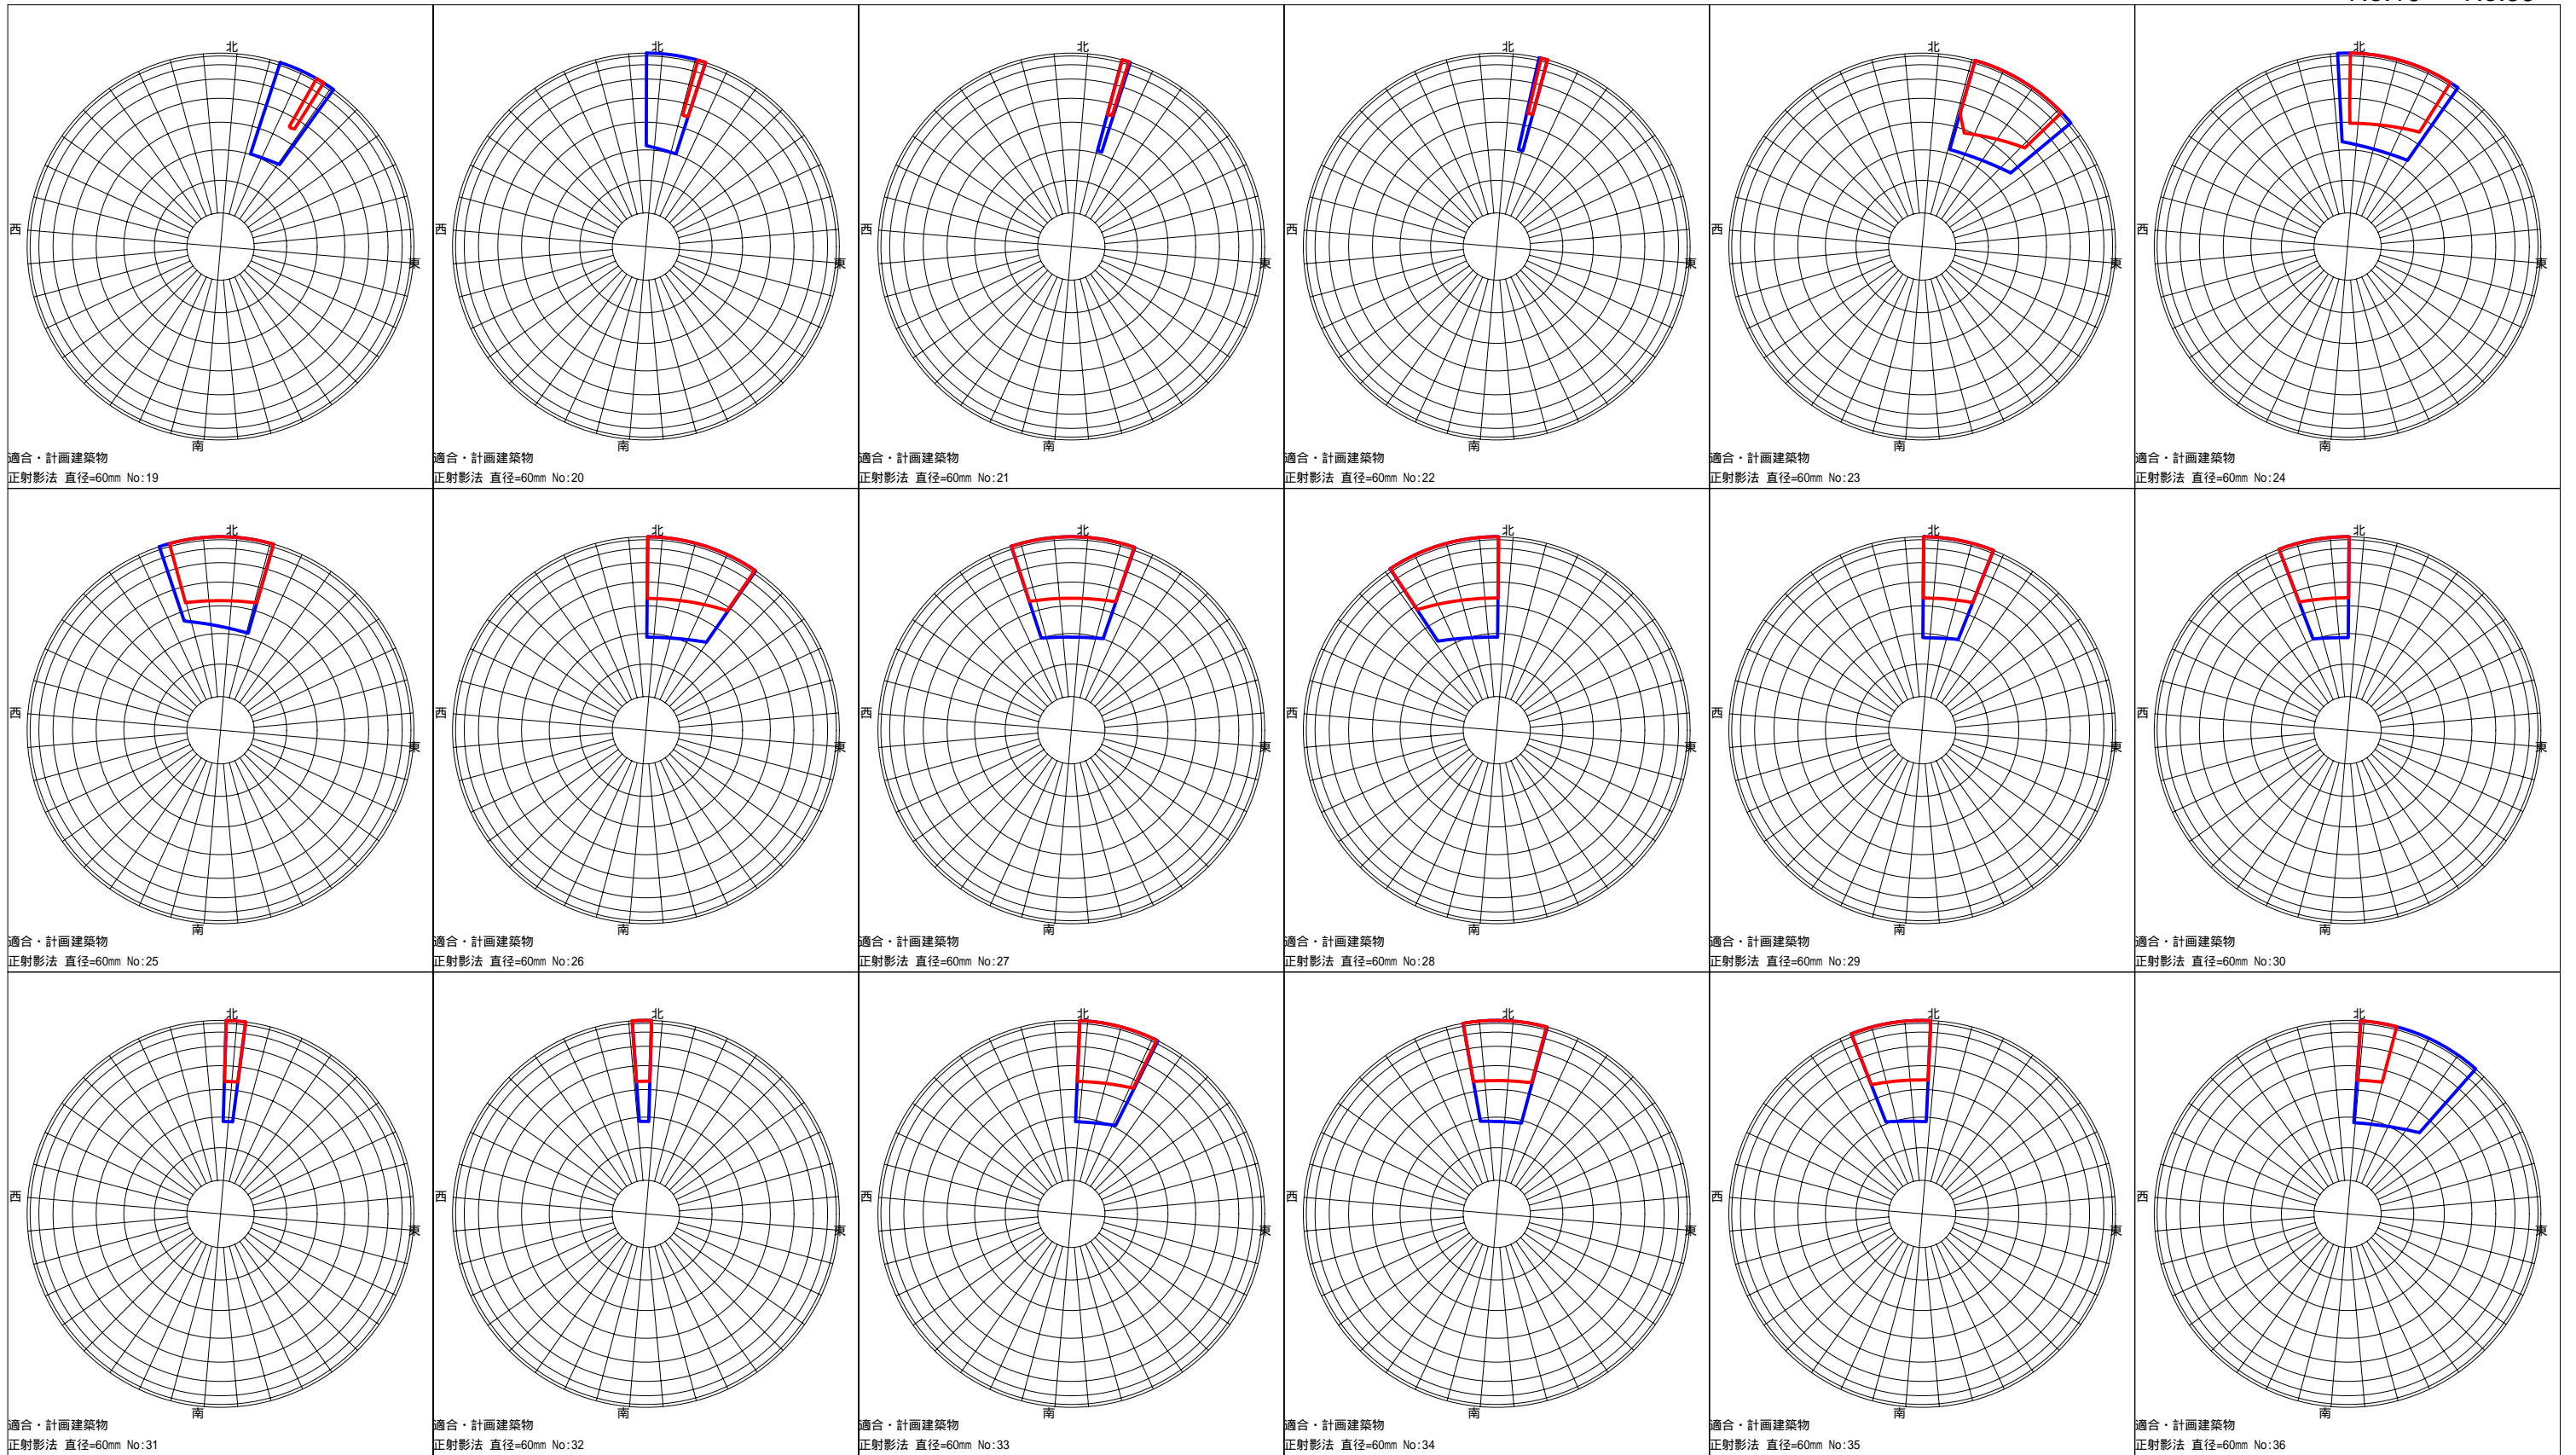 北
西
東
南
適合・計画建築物
正射影法 直径=60㎜ No:19
北
西
東
南
適合・計画建築物
正射影法 直径=60㎜ No:20
北
西
東
南
適合・計画建築物
正射影法 直径=60㎜ No:21
北
西
東
南
適合・計画建築物
正射影法 直径=60㎜ No:22
北
西
東
南
適合・計画建築物
正射影法 直径=60㎜ No:23
北
西
東
南
適合・計画建築物
正射影法 直径=60㎜ No:24
北
西
東
南
適合・計画建築物
正射影法 直径=60㎜ No:25
北
西
東
南
適合・計画建築物
正射影法 直径=60㎜ No:26
北
西
東
南
適合・計画建築物
正射影法 直径=60㎜ No:27
北
西
東
南
適合・計画建築物
正射影法 直径=60㎜ No:28
北
西
東
南
適合・計画建築物
正射影法 直径=60㎜ No:29
北
西
東
南
適合・計画建築物
正射影法 直径=60㎜ No:30
北
西
東
南
適合・計画建築物
正射影法 直径=60㎜ No:31
北
西
東
南
適合・計画建築物
正射影法 直径=60㎜ No:32
北
西
東
南
適合・計画建築物
正射影法 直径=60㎜ No:33
北
西
東
南
適合・計画建築物
正射影法 直径=60㎜ No:34
北
西
東
南
適合・計画建築物
正射影法 直径=60㎜ No:35
北
西
東
南
適合・計画建築物
正射影法 直径=60㎜ No:36